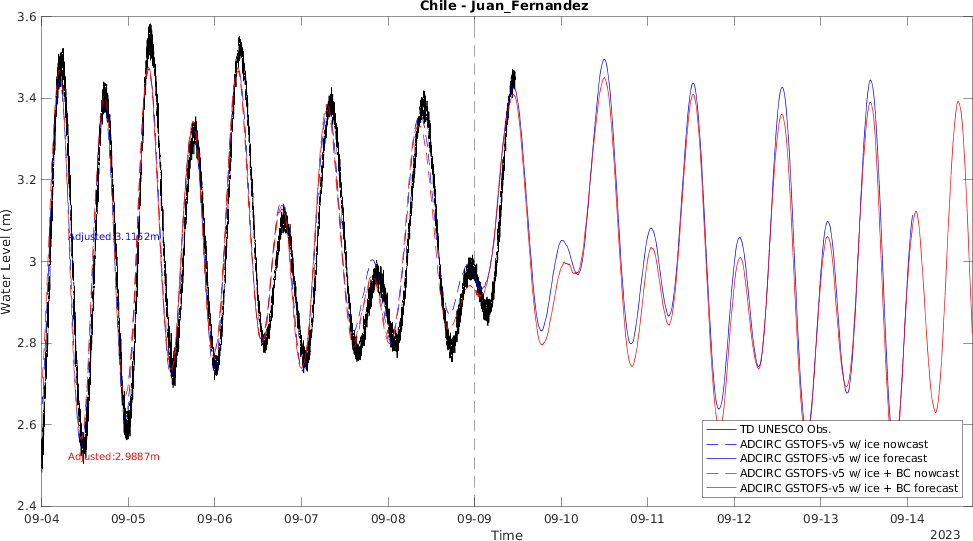 Chile - Juan_Fernandez
3.6
3.4
3.2
3
2.8
2.6
2.4
Water Level (m)
Adjusted:3.1152m
Adjusted:2.9887m
TD UNESCO Obs.
ADCIRC GSTOFS-v5 w/ ice nowcast
ADCIRC GSTOFS-v5 w/ ice forecast
ADCIRC GSTOFS-v5 w/ ice + BC nowcast
ADCIRC GSTOFS-v5 w/ ice + BC forecast
09-04 09-05 09-06 09-07 09-08 09-09 09-10 09-11 09-12 09-13 09-14
Time
2023